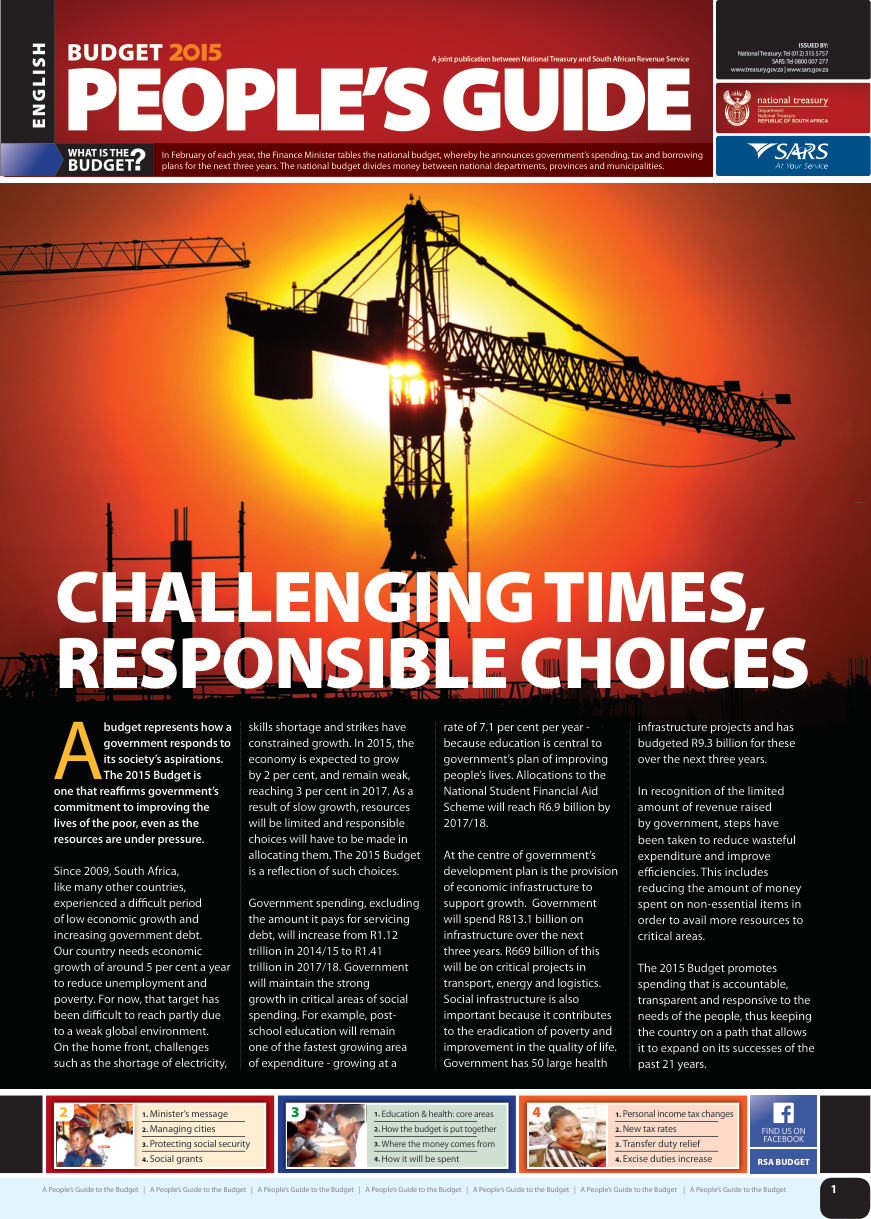 ENGLISH
BUDGET 2015
A joint publication between National Treasury and South African Revenue Service
PEOPLE'S GUIDE
WHAT IS THE
BUDGET?
In February of each year, the Finance Minister tables the national budget, whereby he announces government's spending, tax and borrowing
plans for the next three years. The national budget divides money between national departments, provinces and municipalities.
ISSUED BY:
National Treasury: Tel (012) 315 5757
SARS: Tel 0800 007 277
www.treasury.gov.za | www.sars.gov.za
national treasury
Department:
National Treasury
REPUBLIC OF SOUTH AFRICA
SARS
At Your Service
CHALLENGING TIMES,
RESPONSIBLE CHOICES
A budget represents how a
government responds to
its society's aspirations.
The 2015 Budget is
one that reaffirms government's
commitment to improving the
lives of the poor, even as the
resources are under pressure.
Since 2009, South Africa,
like many other countries,
experienced a difficult period
of low economic growth and
increasing government debt.
Our country needs economic
growth of around 5 per cent a year
to reduce unemployment and
poverty. For now, that target has
been difficult to reach partly due
to a weak global environment.
On the home front, challenges
such as the shortage of electricity,
skills shortage and strikes have
constrained growth. In 2015, the
economy is expected to grow
by 2 per cent, and remain weak,
reaching 3 per cent in 2017. As a
result of slow growth, resources
will be limited and responsible
choices will have to be made in
allocating them. The 2015 Budget
is a reflection of such choices.
Government spending, excluding
the amount it pays for servicing
debt, will increase from R1.12
trillion in 2014/15 to R1.41
trillion in 2017/18. Government
will maintain the strong
growth in critical areas of social
spending. For example, post-
school education will remain
one of the fastest growing area
of expenditure - growing at a
rate of 7.1 per cent per year -
because education is central to
government's plan of improving
people's lives. Allocations to the
National Student Financial Aid
Scheme will reach R6.9 billion by
2017/18.
At the centre of government's
development plan is the provision
of economic infrastructure to
support growth. Government
will spend R813.1 billion on
infrastructure over the next
three years. R669 billion of this
will be on critical projects in
transport, energy and logistics.
Social infrastructure is also
important because it contributes
to the eradication of poverty and
improvement in the quality of life.
Government has 50 large health
infrastructure projects and has
budgeted R9.3 billion for these
over the next three years.
In recognition of the limited
amount of revenue raised
by government, steps have
been taken to reduce wasteful
expenditure and improve
efficiencies. This includes
reducing the amount of money
spent on non-essential items in
order to avail more resources to
critical areas.
The 2015 Budget promotes
spending that is accountable,
transparent and responsive to the
needs of the people, thus keeping
the country on a path that allows
it to expand on its successes of the
past 21 years.
2
1. Minister's message
2. Managing cities
3. Protecting social security
4. Social grants
3
1. Education & health: core areas
2. How the budget is put together
3. Where the money comes from
4. How it will be spent
4
1. Personal income tax changes
2. New tax rates
3. Transfer duty relief
4. Excise duties increase
FIND US ON
FACEBOOK
RSA BUDGET
A People's Guide to the Budget | A People's Guide to the Budget | A People's Guide to the Budget | A People's Guide to the Budget | A People's Guide to the Budget | A People's Guide to the Budget | A People's Guide to the Budget
1